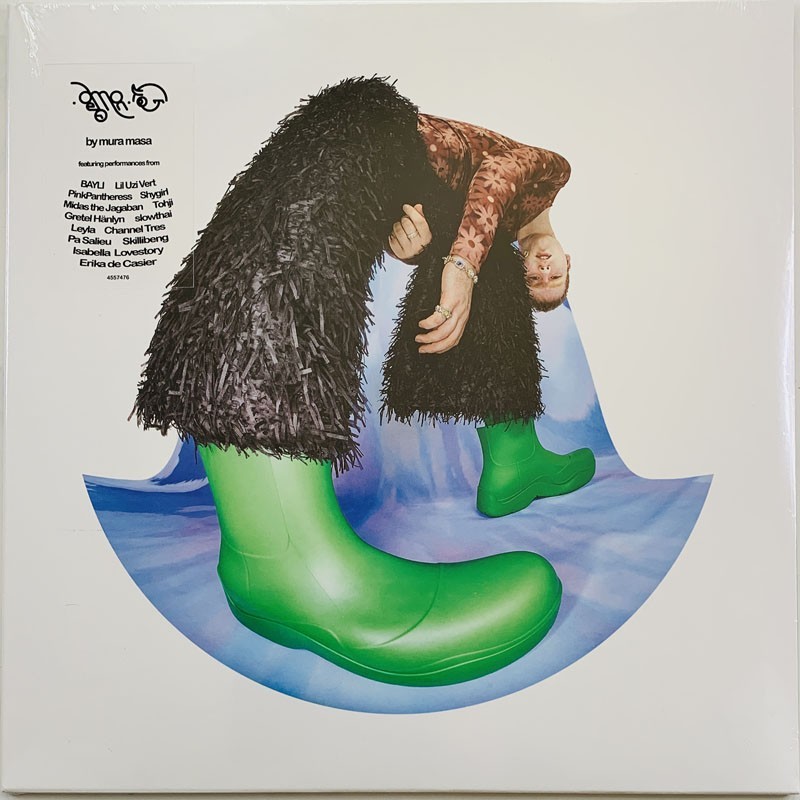 by mura masa
featuring performances from
BAYLI Lil Uzi Vert
PinkPantheress Shygirl
Midas the Jagaban Tohji
Gretel Hänlyn slowthai
Leyla Channel Tres
Pa Salieu Skillibeng
Isabella Lovestory
Erika de Casier
4557476